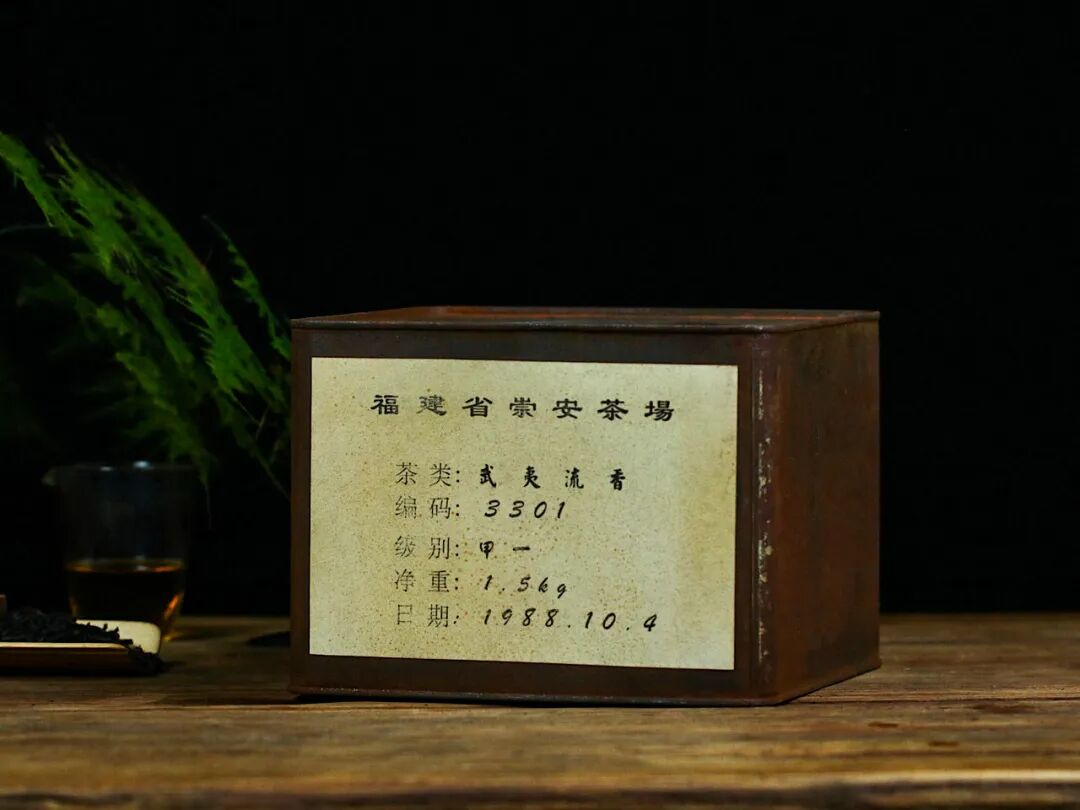 福建省崇安茶場
茶类: 武夷流香
编码: 3301
级别: 甲一
净重: 1.5kg
日期: 1988.10.4